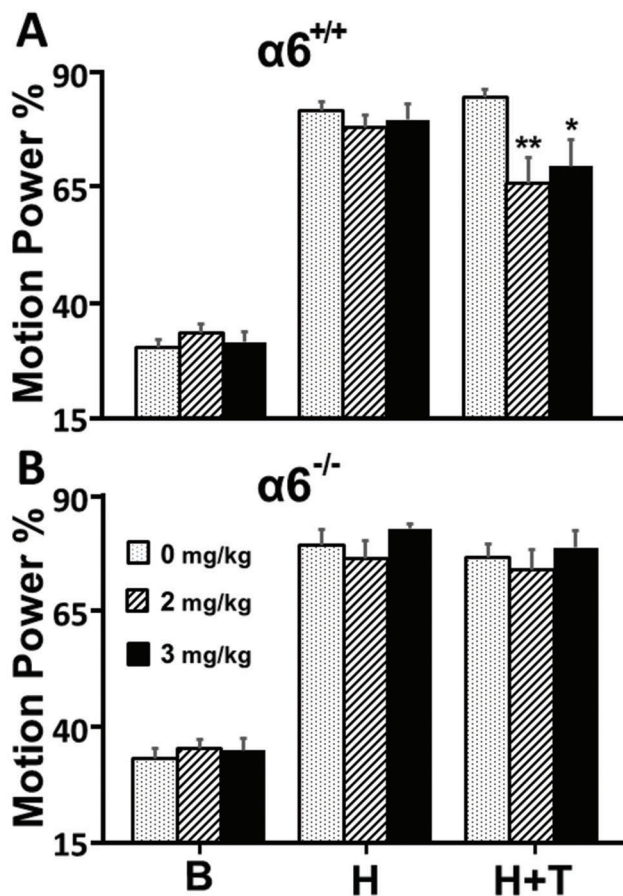 A
α6+/+
Motion Power %
90
65
40
15
**
*
B
α6-/-
Motion Power %
90
65
40
15
0 mg/kg
2 mg/kg
3 mg/kg
B
H
H+T